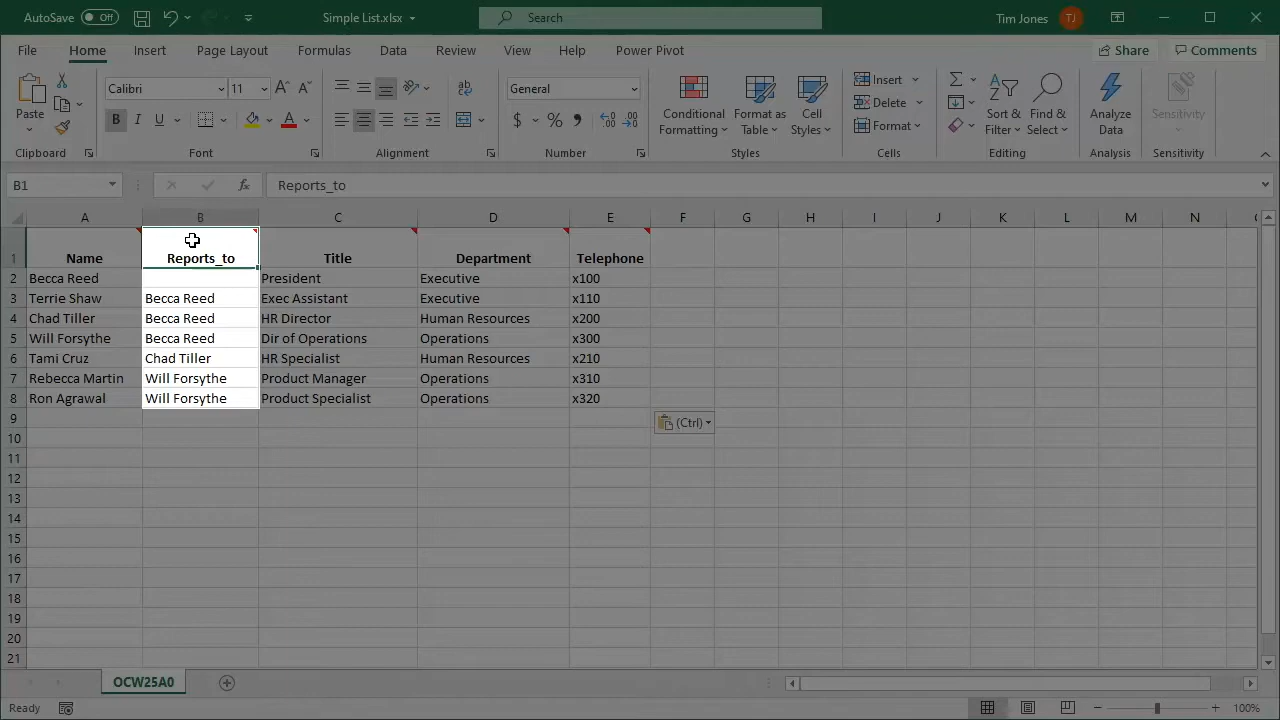 AutoSave Off Simple List.xlsx Search Tim Jones TJ
File Home Insert Page Layout Formulas Data Review View Help Power Pivot Share Comments
Paste Calibri 11 General Conditional Formatting Format as Table Cell Styles Insert Delete Format Sort & Filter Find & Select Analyze Data Sensitivity
Clipboard Font Alignment Number Styles Cells Editing Analysis Sensitivity
B1 Reports_to
A B C D E F G H I J K L M N
1 Name Reports_to Title Department Telephone
2 Becca Reed President Executive x100
3 Terrie Shaw Becca Reed Exec Assistant Executive x110
4 Chad Tiller Becca Reed HR Director Human Resources x200
5 Will Forsythe Becca Reed Dir of Operations Operations x300
6 Tami Cruz Chad Tiller HR Specialist Human Resources x210
7 Rebecca Martin Will Forsythe Product Manager Operations x310
8 Ron Agrawal Will Forsythe Product Specialist Operations x320
9 (Ctrl)
10
11
12
13
14
15
16
17
18
19
20
21
OCW25A0
Ready 100%